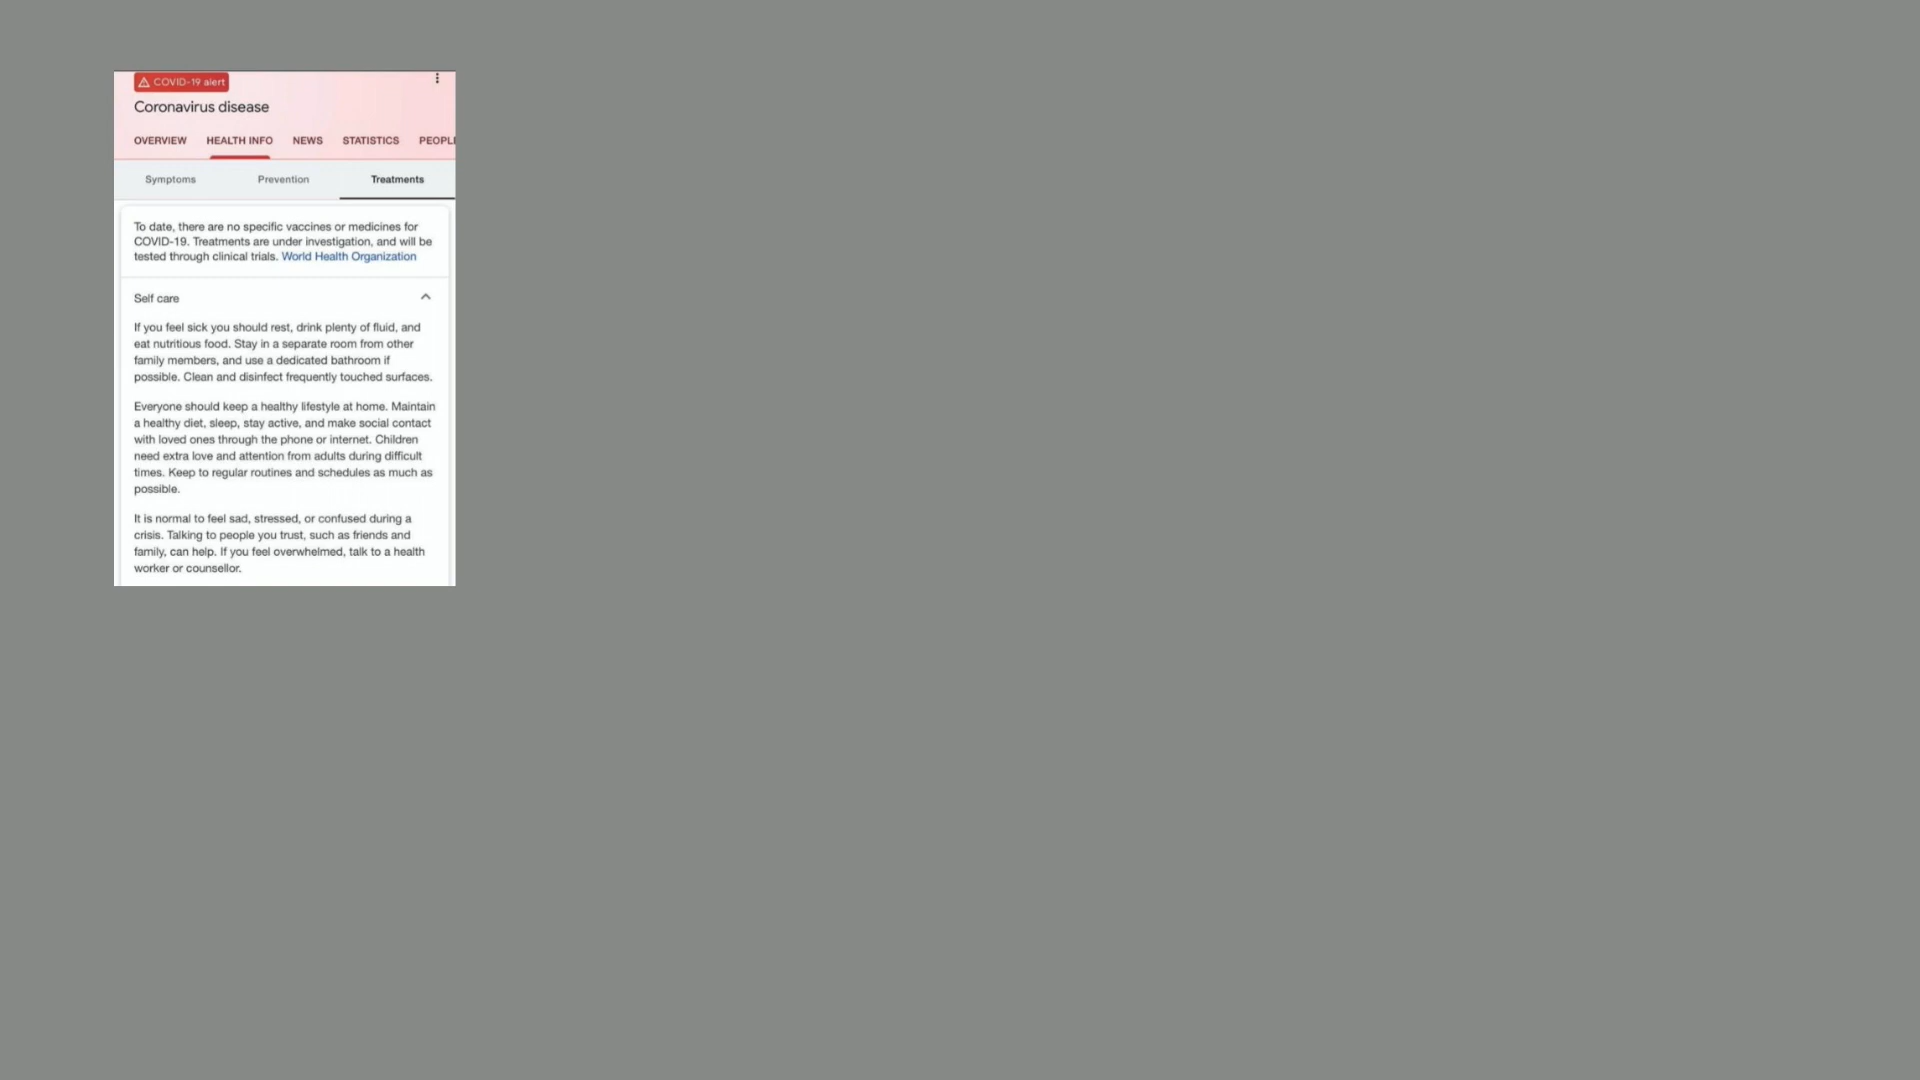 COVID-19 alert
Coronavirus disease
OVERVIEW HEALTH INFO NEWS STATISTICS PEOPL
Symptoms Prevention Treatments
To date, there are no specific vaccines or medicines for
COVID-19. Treatments are under investigation, and will be
tested through clinical trials. World Health Organization
Self care
If you feel sick you should rest, drink plenty of fluid, and
eat nutritious food. Stay in a separate room from other
family members, and use a dedicated bathroom if
possible. Clean and disinfect frequently touched surfaces.
Everyone should keep a healthy lifestyle at home. Maintain
a healthy diet, sleep, stay active, and make social contact
with loved ones through the phone or internet. Children
need extra love and attention from adults during difficult
times. Keep to regular routines and schedules as much as
possible.
It is normal to feel sad, stressed, or confused during a
crisis. Talking to people you trust, such as friends and
family, can help. If you feel overwhelmed, talk to a health
worker or counsellor.